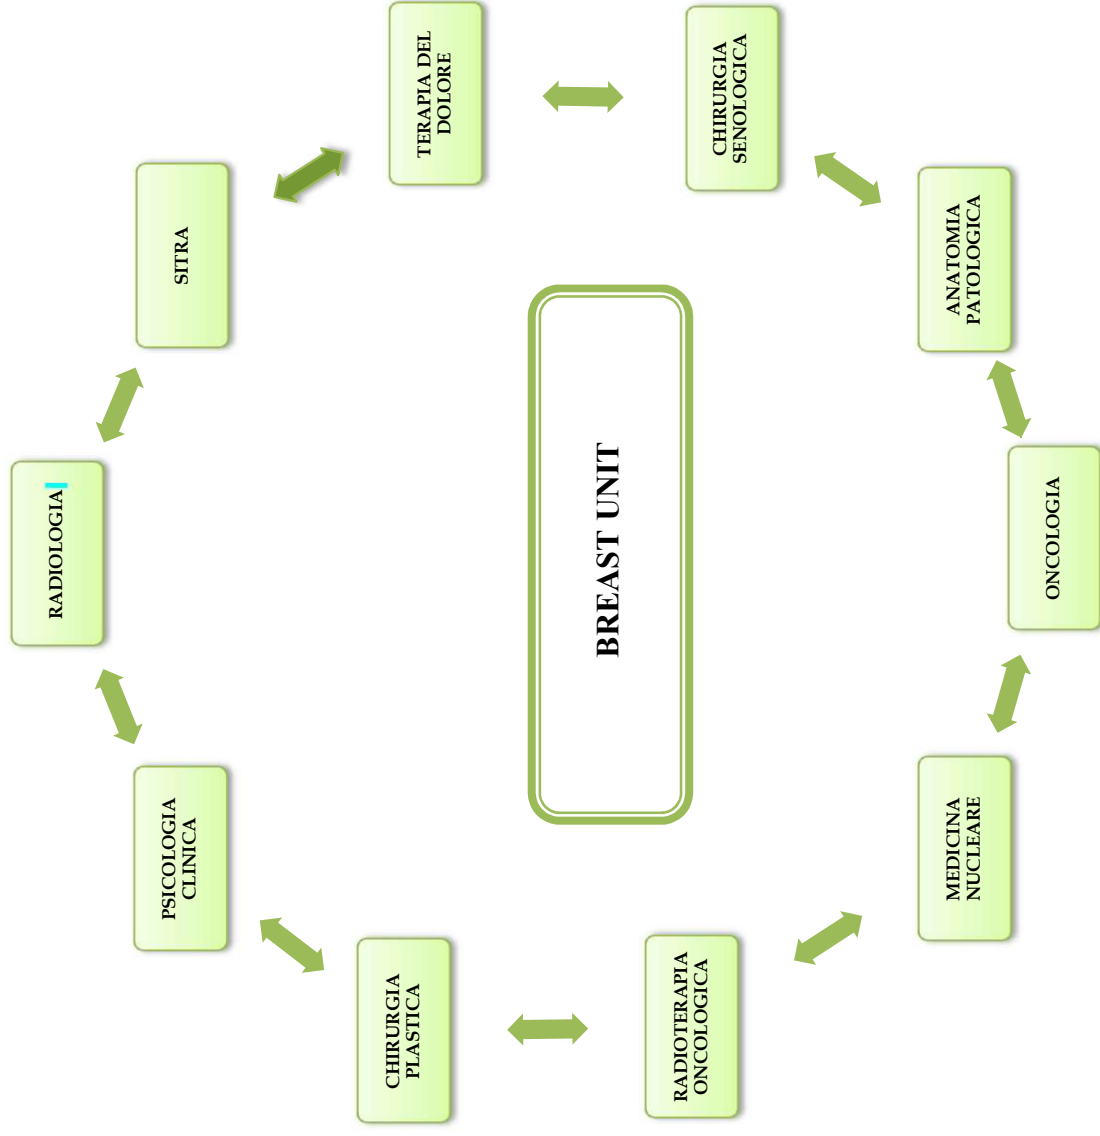 RADIOLOGIA
SITRA
TERAPIA DEL
DOLORE
CHIRURGIA
SENOLOGICA
ANATOMIA
PATOLOGICA
ONCOLOGIA
MEDICINA
NUCLEARE
RADIOTERAPIA
ONCOLOGICA
CHIRURGIA
PLASTICA
PSICOLOGIA
CLINICA
BREAST UNIT